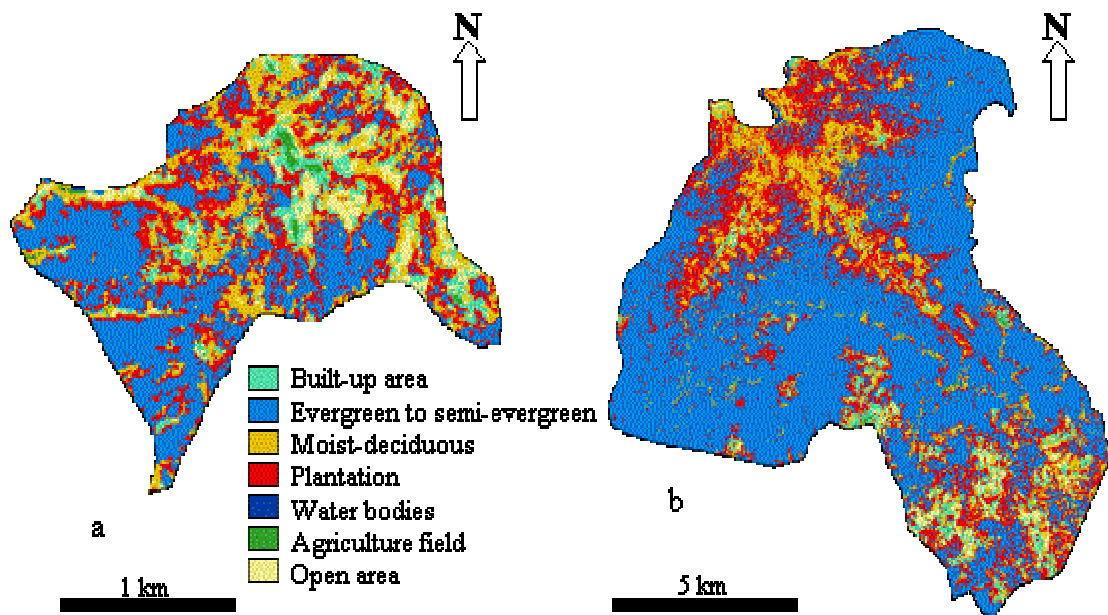 N
N
Built-up area
Evergreen to semi-evergreen
Moist-deciduous
Plantation
Water bodies
Agriculture field
Open area
a
b
1 km
5 km